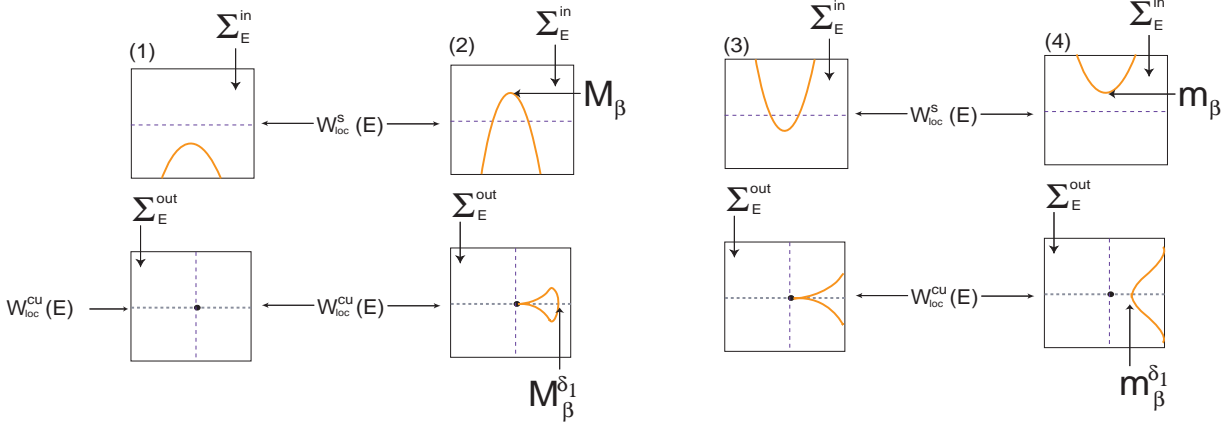 Σ_E^in
Σ_E^in
Σ_E^in
Σ_E^in
(1)
(2)
(3)
(4)
M_β
m_β
W_loc^s(E)
W_loc^s(E)
Σ_E^out
Σ_E^out
Σ_E^out
Σ_E^out
W_loc^cu(E)
W_loc^cu(E)
W_loc^cu(E)
M_β^δ1
m_β^δ1